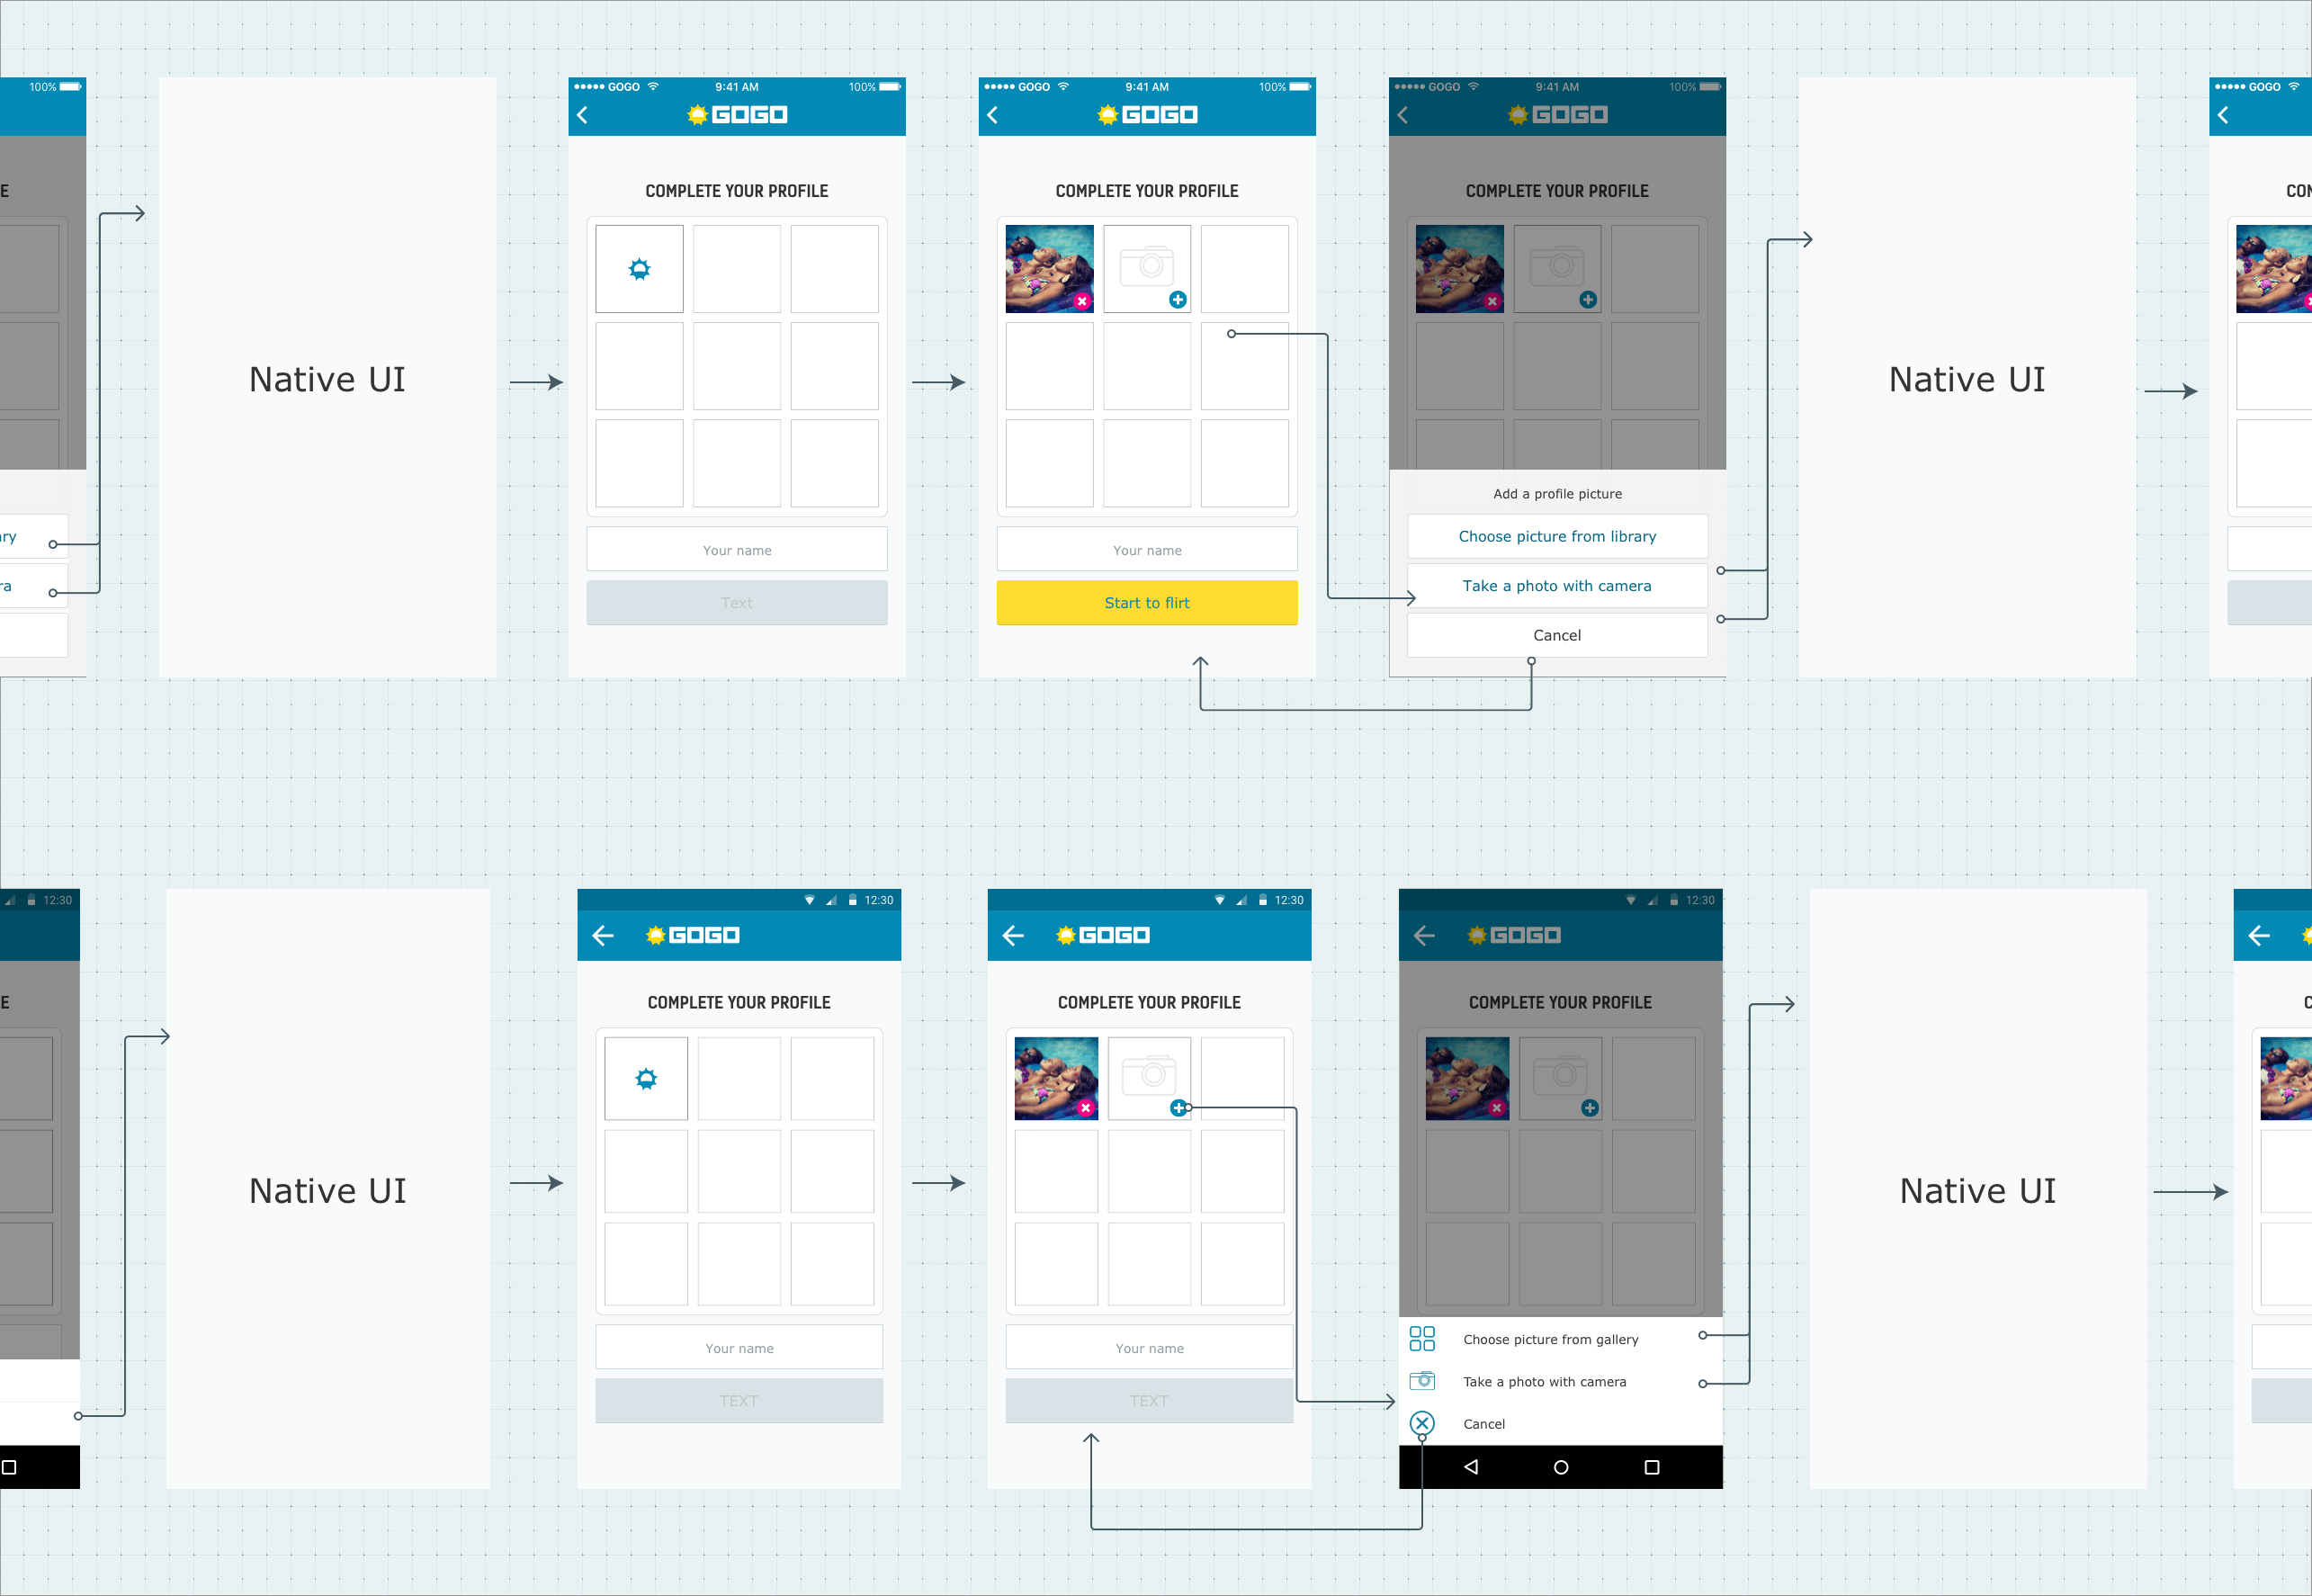 100%
E
ary
ra
Native UI
GOGO 9:41 AM 100%
GOGO
COMPLETE YOUR PROFILE
Your name
Text
GOGO 9:41 AM 100%
GOGO
COMPLETE YOUR PROFILE
Your name
Start to flirt
GOGO 9:41 AM 100%
GOGO
COMPLETE YOUR PROFILE
Add a profile picture
Choose picture from library
Take a photo with camera
Cancel
Native UI
GOGO
CO
12:30
E
Native UI
12:30
GOGO
COMPLETE YOUR PROFILE
Your name
TEXT
12:30
GOGO
COMPLETE YOUR PROFILE
Your name
TEXT
12:30
GOGO
COMPLETE YOUR PROFILE
Choose picture from gallery
Take a photo with camera
Cancel
Native UI
C